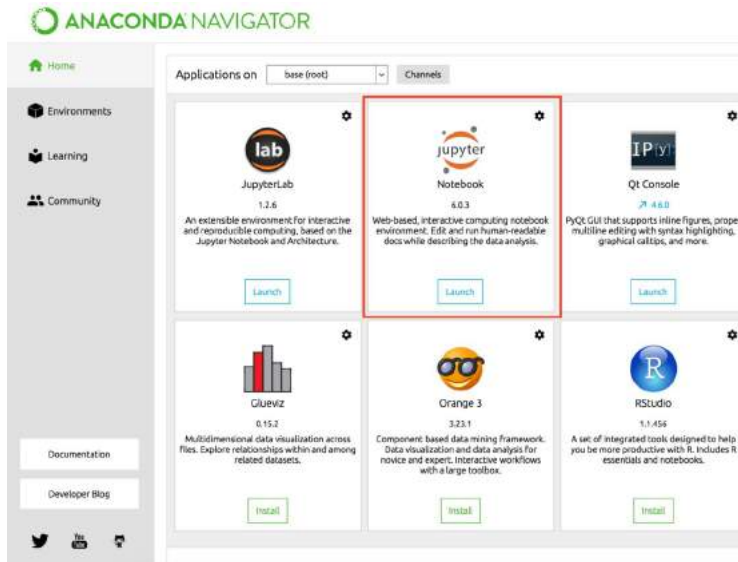 ANACONDA NAVIGATOR
Home
Environments
Learning
Community
Documentation
Developer Blog
You
Tube
Applications on base (root) Channels
lab
JupyterLab
1.2.6
An extensible environment for interactive
and reproducible computing, based on the
Jupyter Notebook and Architecture.
Launch
jupyter
Notebook
6.0.3
Web-based, interactive computing notebook
environment. Edit and run human-readable
docs while describing the data analysis.
Launch
IP[y]:
Qt Console
4.6.0
PyQt GUI that supports inline figures, prope
multiline editing with syntax highlighting,
graphical calltips, and more.
Launch
Glueviz
0.15.2
Multidimensional data visualization across
files. Explore relationships within and among
related datasets.
Install
Orange 3
3.23.1
Component based data mining framework.
Data visualization and data analysis for
novice and expert. Interactive workflows
with a large toolbox.
Install
R
RStudio
1.1.456
A set of integrated tools designed to help
you be more productive with R. Includes R
essentials and notebooks.
Install